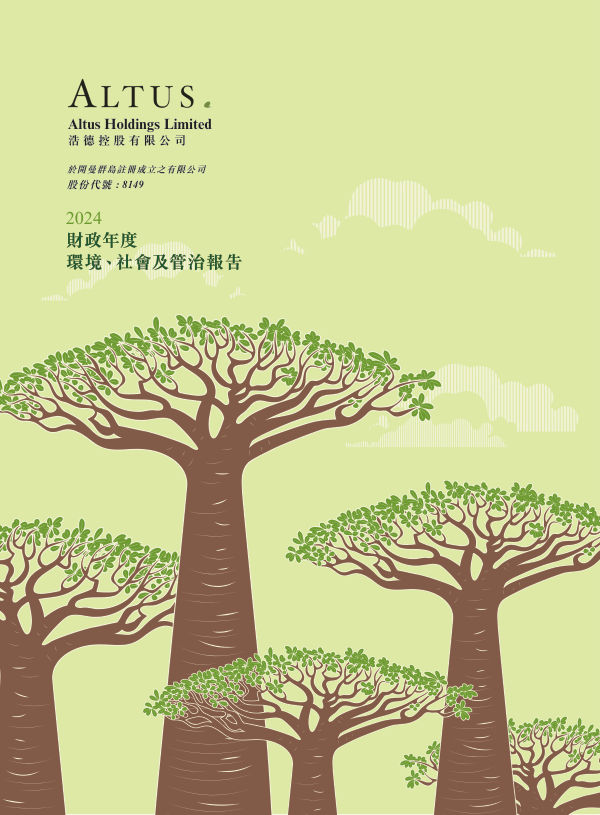 ALTUS.
Altus Holdings Limited
浩德控股有限公司
於開曼群島註冊成立之有限公司
股份代號：8149
2024
財政年度
環境、社會及管治報告